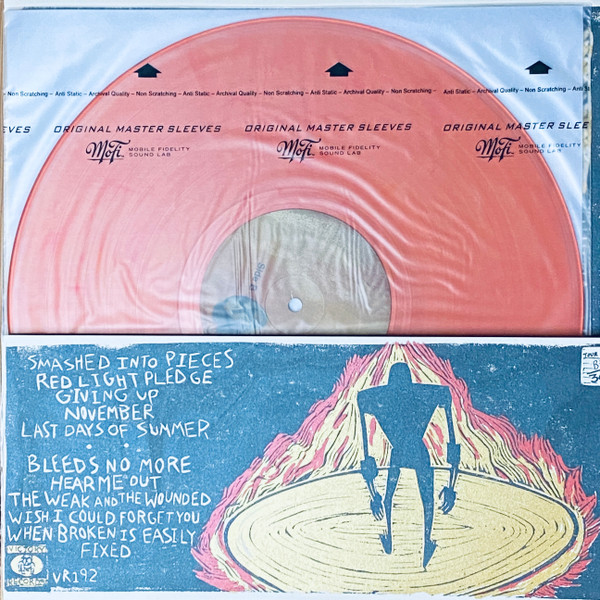 – Non Scratching – Anti Static – Archival Quality – Non Scratching – Anti Static – Archival Quality – Non Scratching – Anti Static – Archival Quality – Non Scratching – Anti
EVES ORIGINAL MASTER SLEEVES ORIGINAL MASTER SLEEVES ORIGINAL MASTER SLEE
MoFi MOBILE FIDELITY SOUND LAB MoFi MOBILE FIDELITY SOUND LAB MoFi MOBILE FIDELITY SOUND LAB
SMASHED INTO PIECES
RED LIGHT PLEDGE
GIVING UP
NOVEMBER
LAST DAYS OF SUMMER
BLEEDS NO MORE
HEAR ME OUT
THE WEAK AND THE WOUNDED
WISH I COULD FORGET YOU
WHEN BROKEN IS EASILY
FIXED
VICTORY
RECORDS
VR192